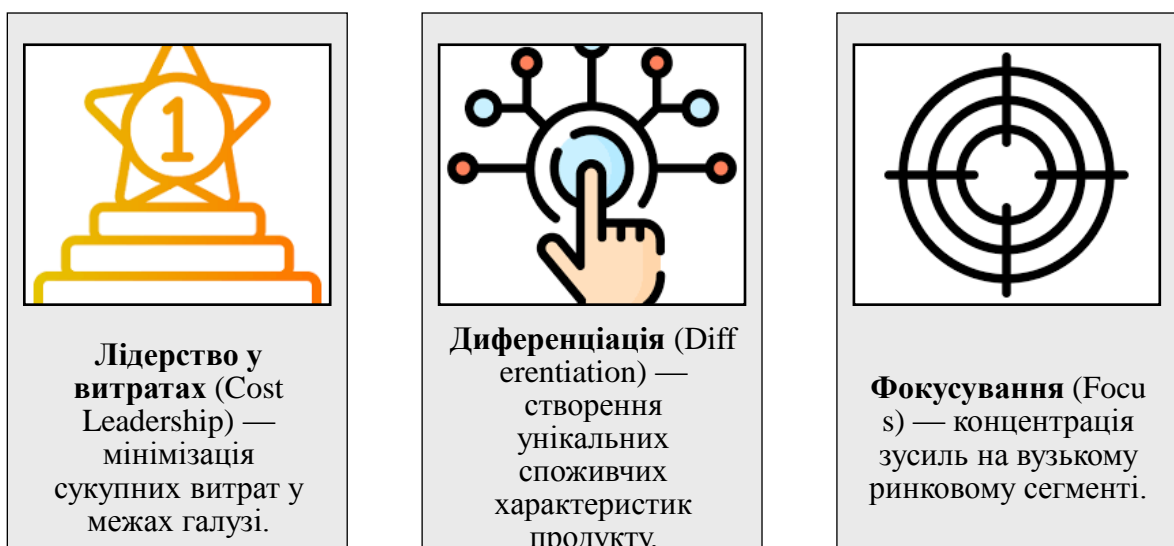 1
Лідерство у
витратах (Cost
Leadership) —
мінімізація
сукупних витрат у
межах галузі.
Диференціація (Diff
erentiation) —
створення
унікальних
споживчих
характеристик
продукту.
Фокусування (Focu
s) — концентрація
зусиль на вузькому
ринковому сегменті.